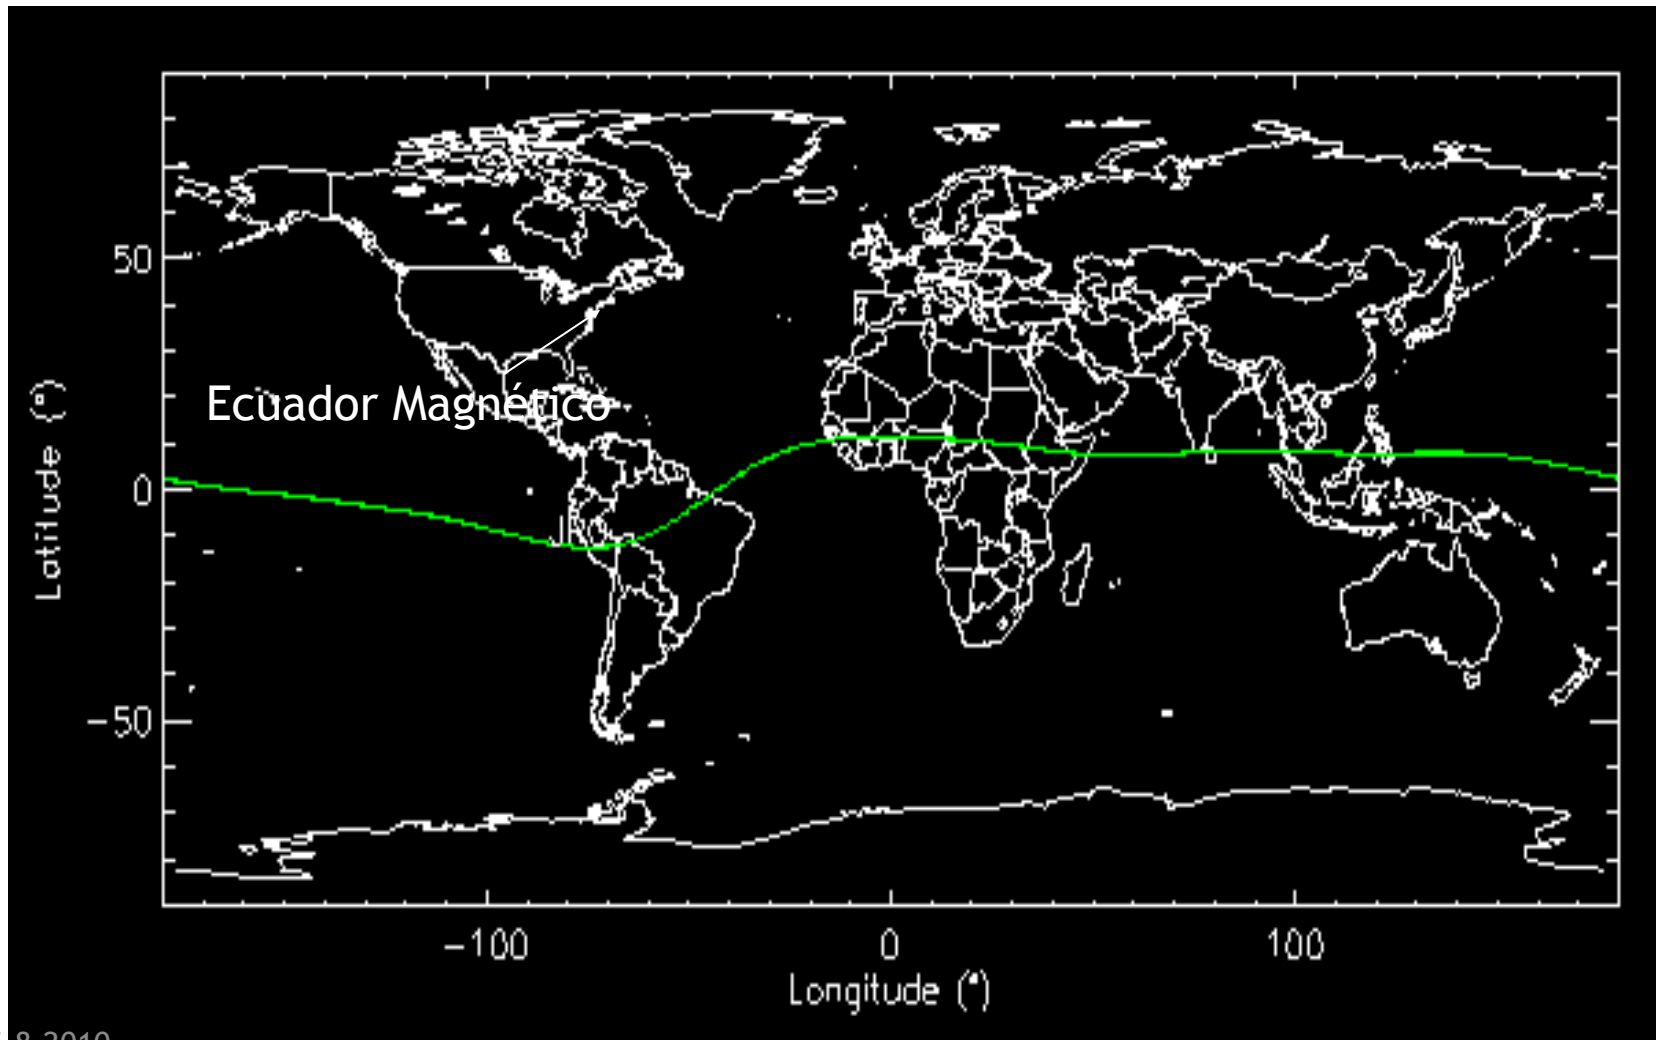 50
Ecuador Magnético
0
-50
Latitude (°)
-100 0 100
Longitude (°)